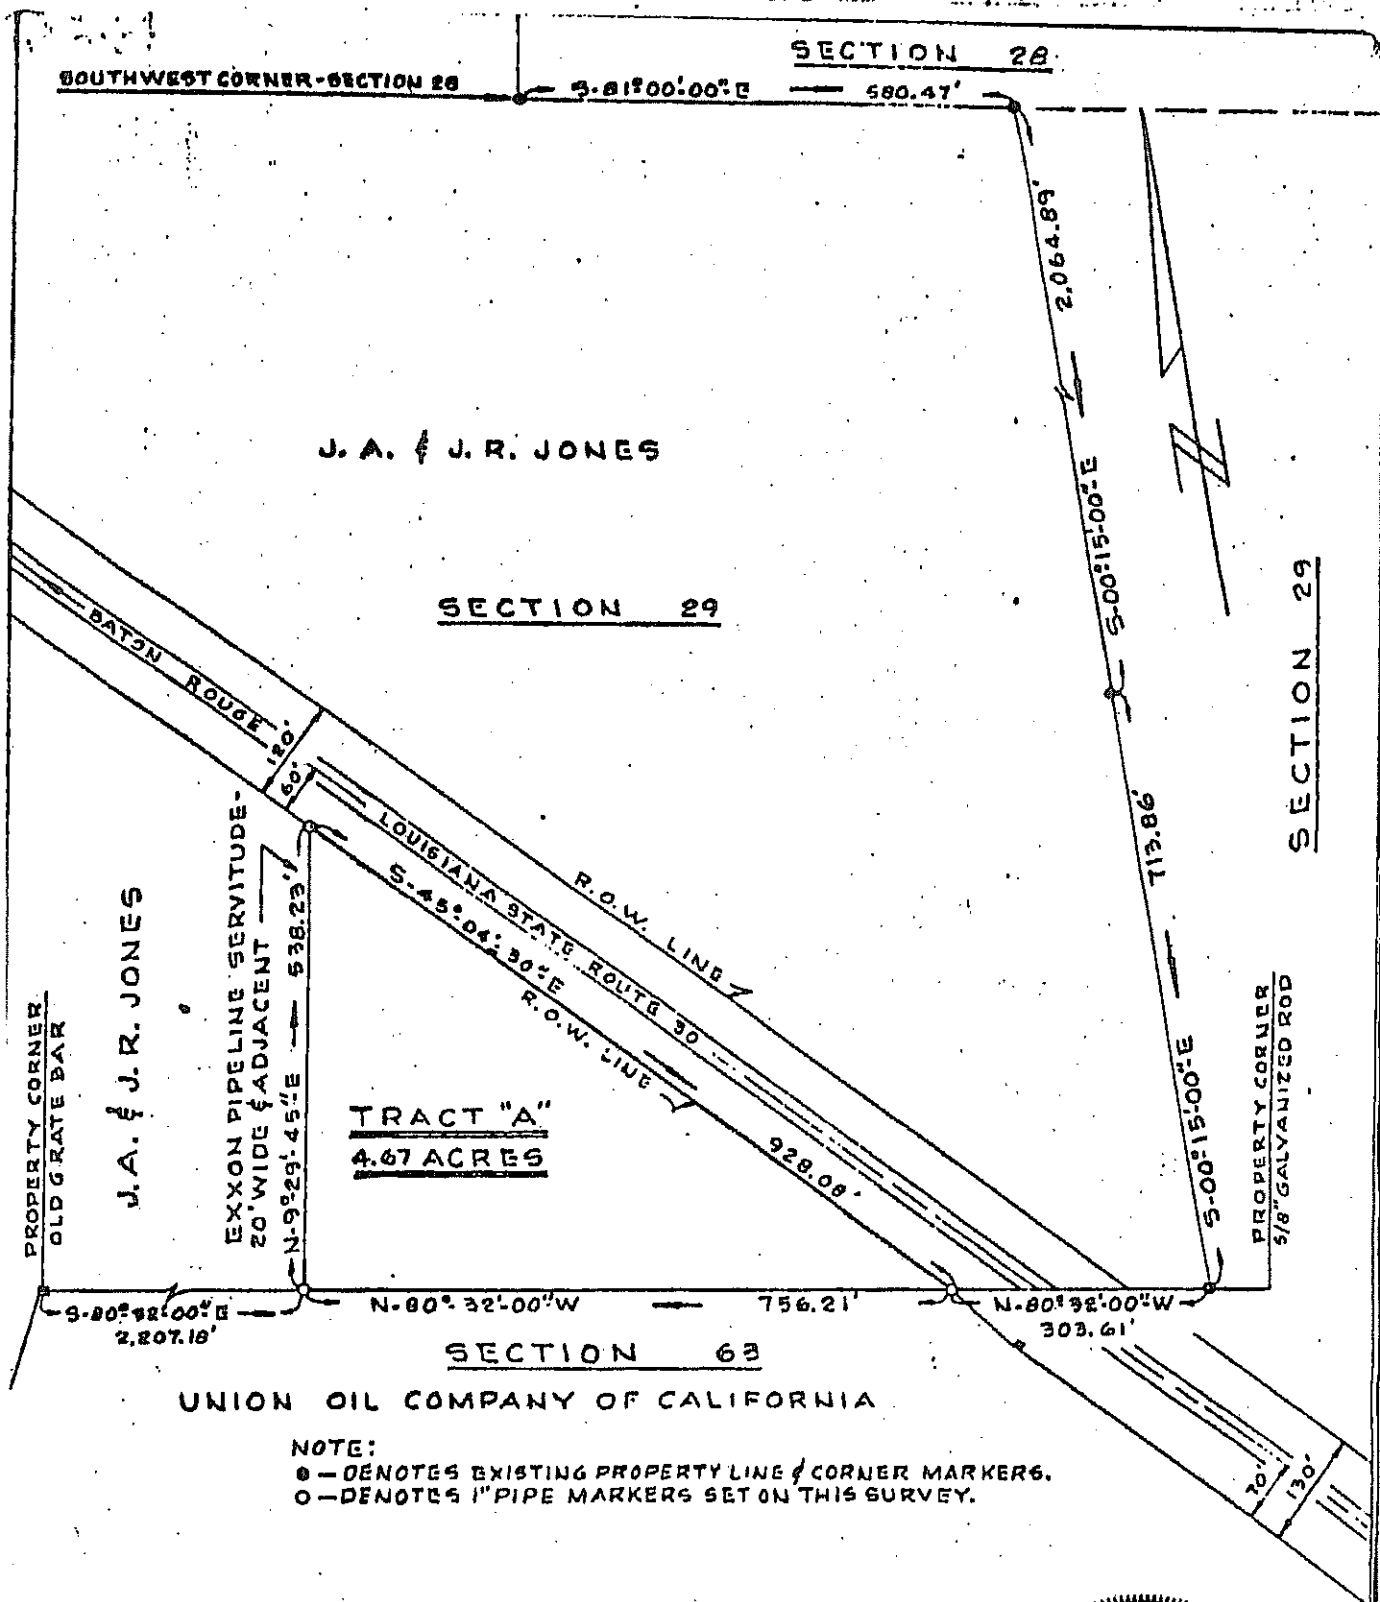 SECTION 28
SOUTHWEST CORNER-SECTION 28
S-81°00'00"E 580.47'
2,064.89'
S-00°15'00"E
J. A. & J. R. JONES
SECTION 29
SECTION 29
BATON ROUGE
120'
60'
713.86'
S-00°15'00"E
LOUISIANA STATE ROUTE 30
R.O.W. LINE
S-45°04'30"E
R.O.W. LINE
928.08'
EXXON PIPELINE SERVITUDE-
20' WIDE & ADJACENT
N-9°29'-45"E 538.23'
J. A. & J. R. JONES
PROPERTY CORNER
OLD GRATE BAR
TRACT "A"
4.67 ACRES
PROPERTY CORNER
5/8" GALVANIZED ROD
S-80°32'00"E
2,207.18'
N-80°-32'-00"W 756.21'
N-80°32'-00"W
303.61'
SECTION 63
UNION OIL COMPANY OF CALIFORNIA
NOTE:
● — DENOTES EXISTING PROPERTY LINE & CORNER MARKERS.
O — DENOTES 1" PIPE MARKERS SET ON THIS SURVEY.
70'
130'